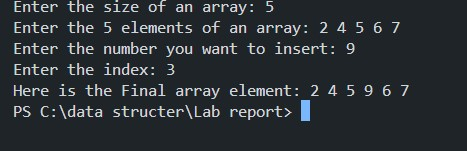 Enter the size of an array: 5
Enter the 5 elements of an array: 2 4 5 6 7
Enter the number you want to insert: 9
Enter the index: 3
Here is the Final array element: 2 4 5 9 6 7
PS C:\data structer\Lab report>